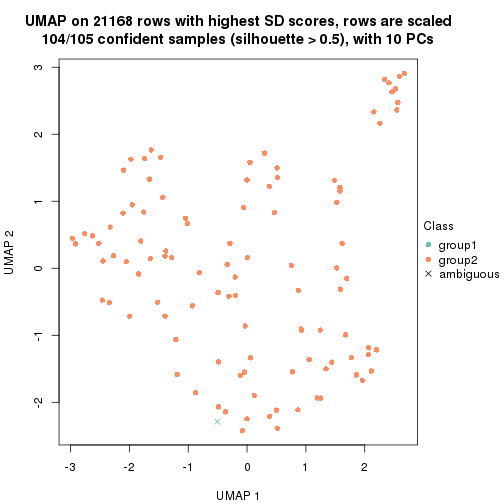 UMAP on 21168 rows with highest SD scores, rows are scaled
104/105 confident samples (silhouette > 0.5), with 10 PCs
3
2
1
0
-1
-2
UMAP 2
-3
-2
-1
0
1
2
UMAP 1
Class
group1
group2
ambiguous